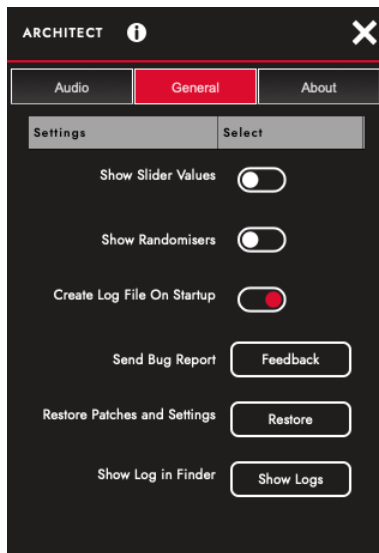 ARCHITECT i
Audio General About
Settings Select
Show Slider Values
Show Randomisers
Create Log File On Startup
Send Bug Report Feedback
Restore Patches and Settings Restore
Show Log in Finder Show Logs